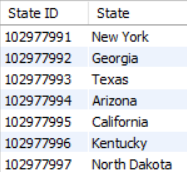 State ID State
102977991 New York
102977992 Georgia
102977993 Texas
102977994 Arizona
102977995 California
102977996 Kentucky
102977997 North Dakota